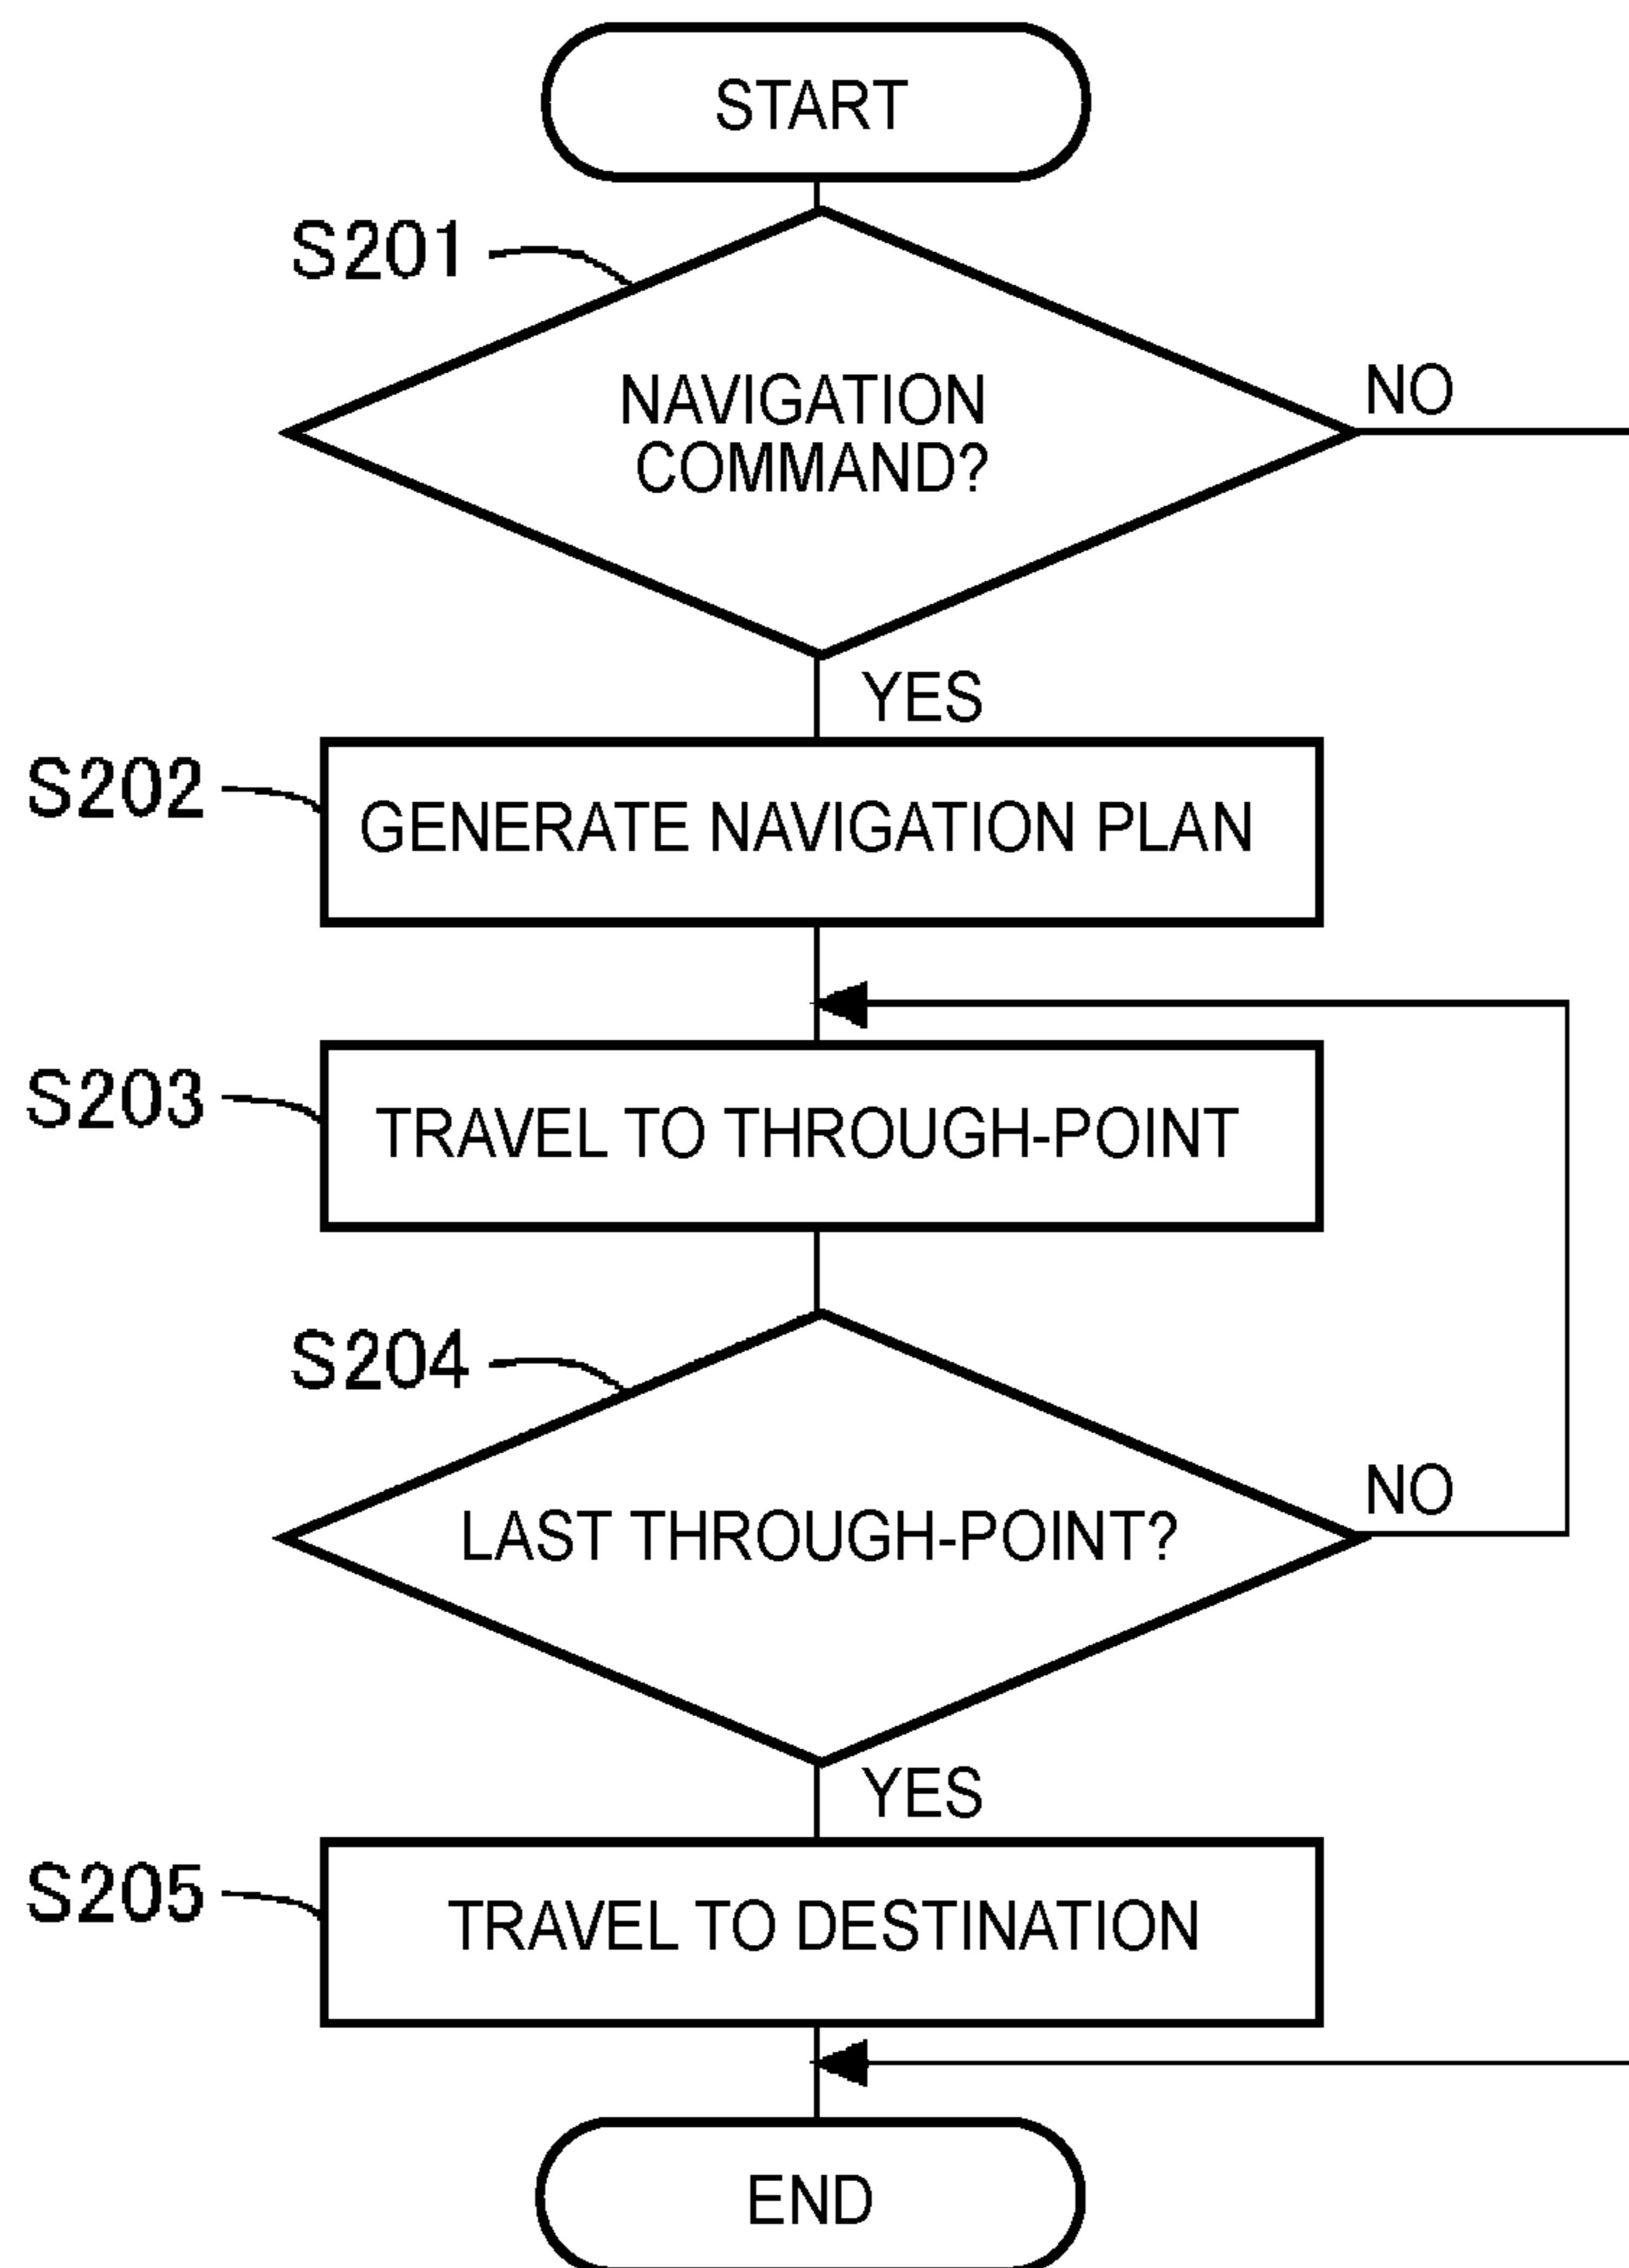 START
S201
NAVIGATION
COMMAND?
NO
YES
S202
GENERATE NAVIGATION PLAN
S203
TRAVEL TO THROUGH-POINT
S204
LAST THROUGH-POINT?
NO
YES
S205
TRAVEL TO DESTINATION
END